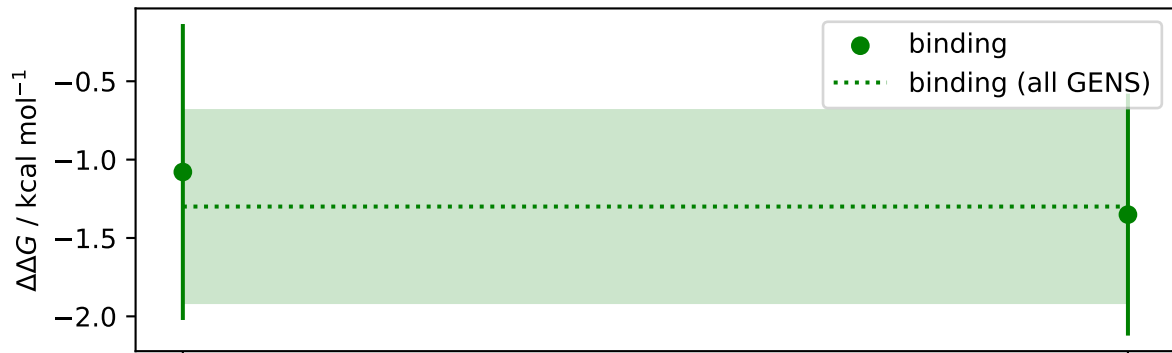 binding
binding (all GENS)
−0.5
−1.0
−1.5
−2.0
ΔΔG / kcal mol⁻¹